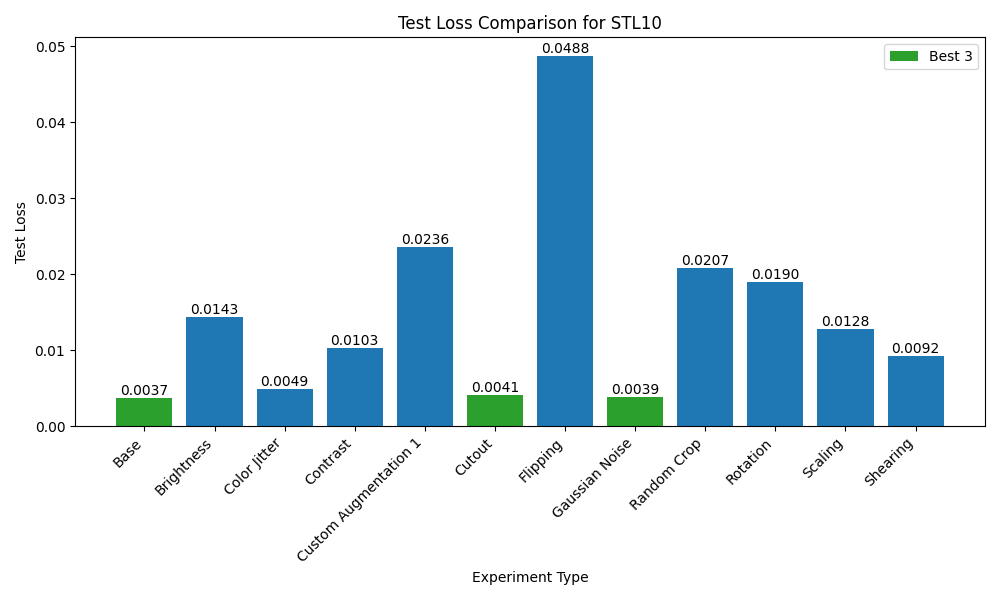 Test Loss Comparison for STL10
Best 3
Test Loss
0.05
0.04
0.03
0.02
0.01
0.00
0.0037
0.0143
0.0049
0.0103
0.0236
0.0041
0.0488
0.0039
0.0207
0.0190
0.0128
0.0092
Base
Brightness
Color Jitter
Contrast
Custom Augmentation 1
Cutout
Flipping
Gaussian Noise
Random Crop
Rotation
Scaling
Shearing
Experiment Type